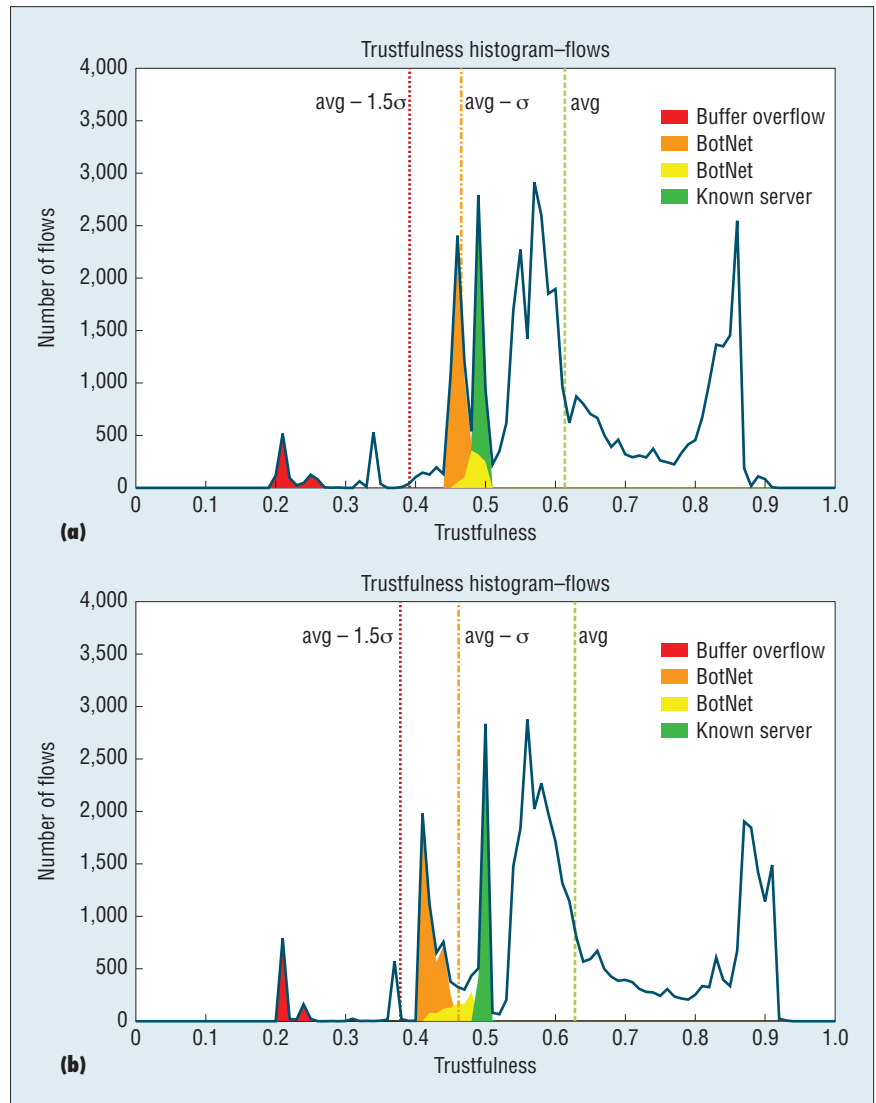 Trustfulness histogram–flows
4,000
3,500
3,000
2,500
2,000
1,500
1,000
500
0
Number of flows
avg – 1.5σ
avg – σ
avg
Buffer overflow
BotNet
BotNet
Known server
0 0.1 0.2 0.3 0.4 0.5 0.6 0.7 0.8 0.9 1.0
Trustfulness
(a)
Trustfulness histogram–flows
4,000
3,500
3,000
2,500
2,000
1,500
1,000
500
0
Number of flows
avg – 1.5σ
avg – σ
avg
Buffer overflow
BotNet
BotNet
Known server
0 0.1 0.2 0.3 0.4 0.5 0.6 0.7 0.8 0.9 1.0
Trustfulness
(b)